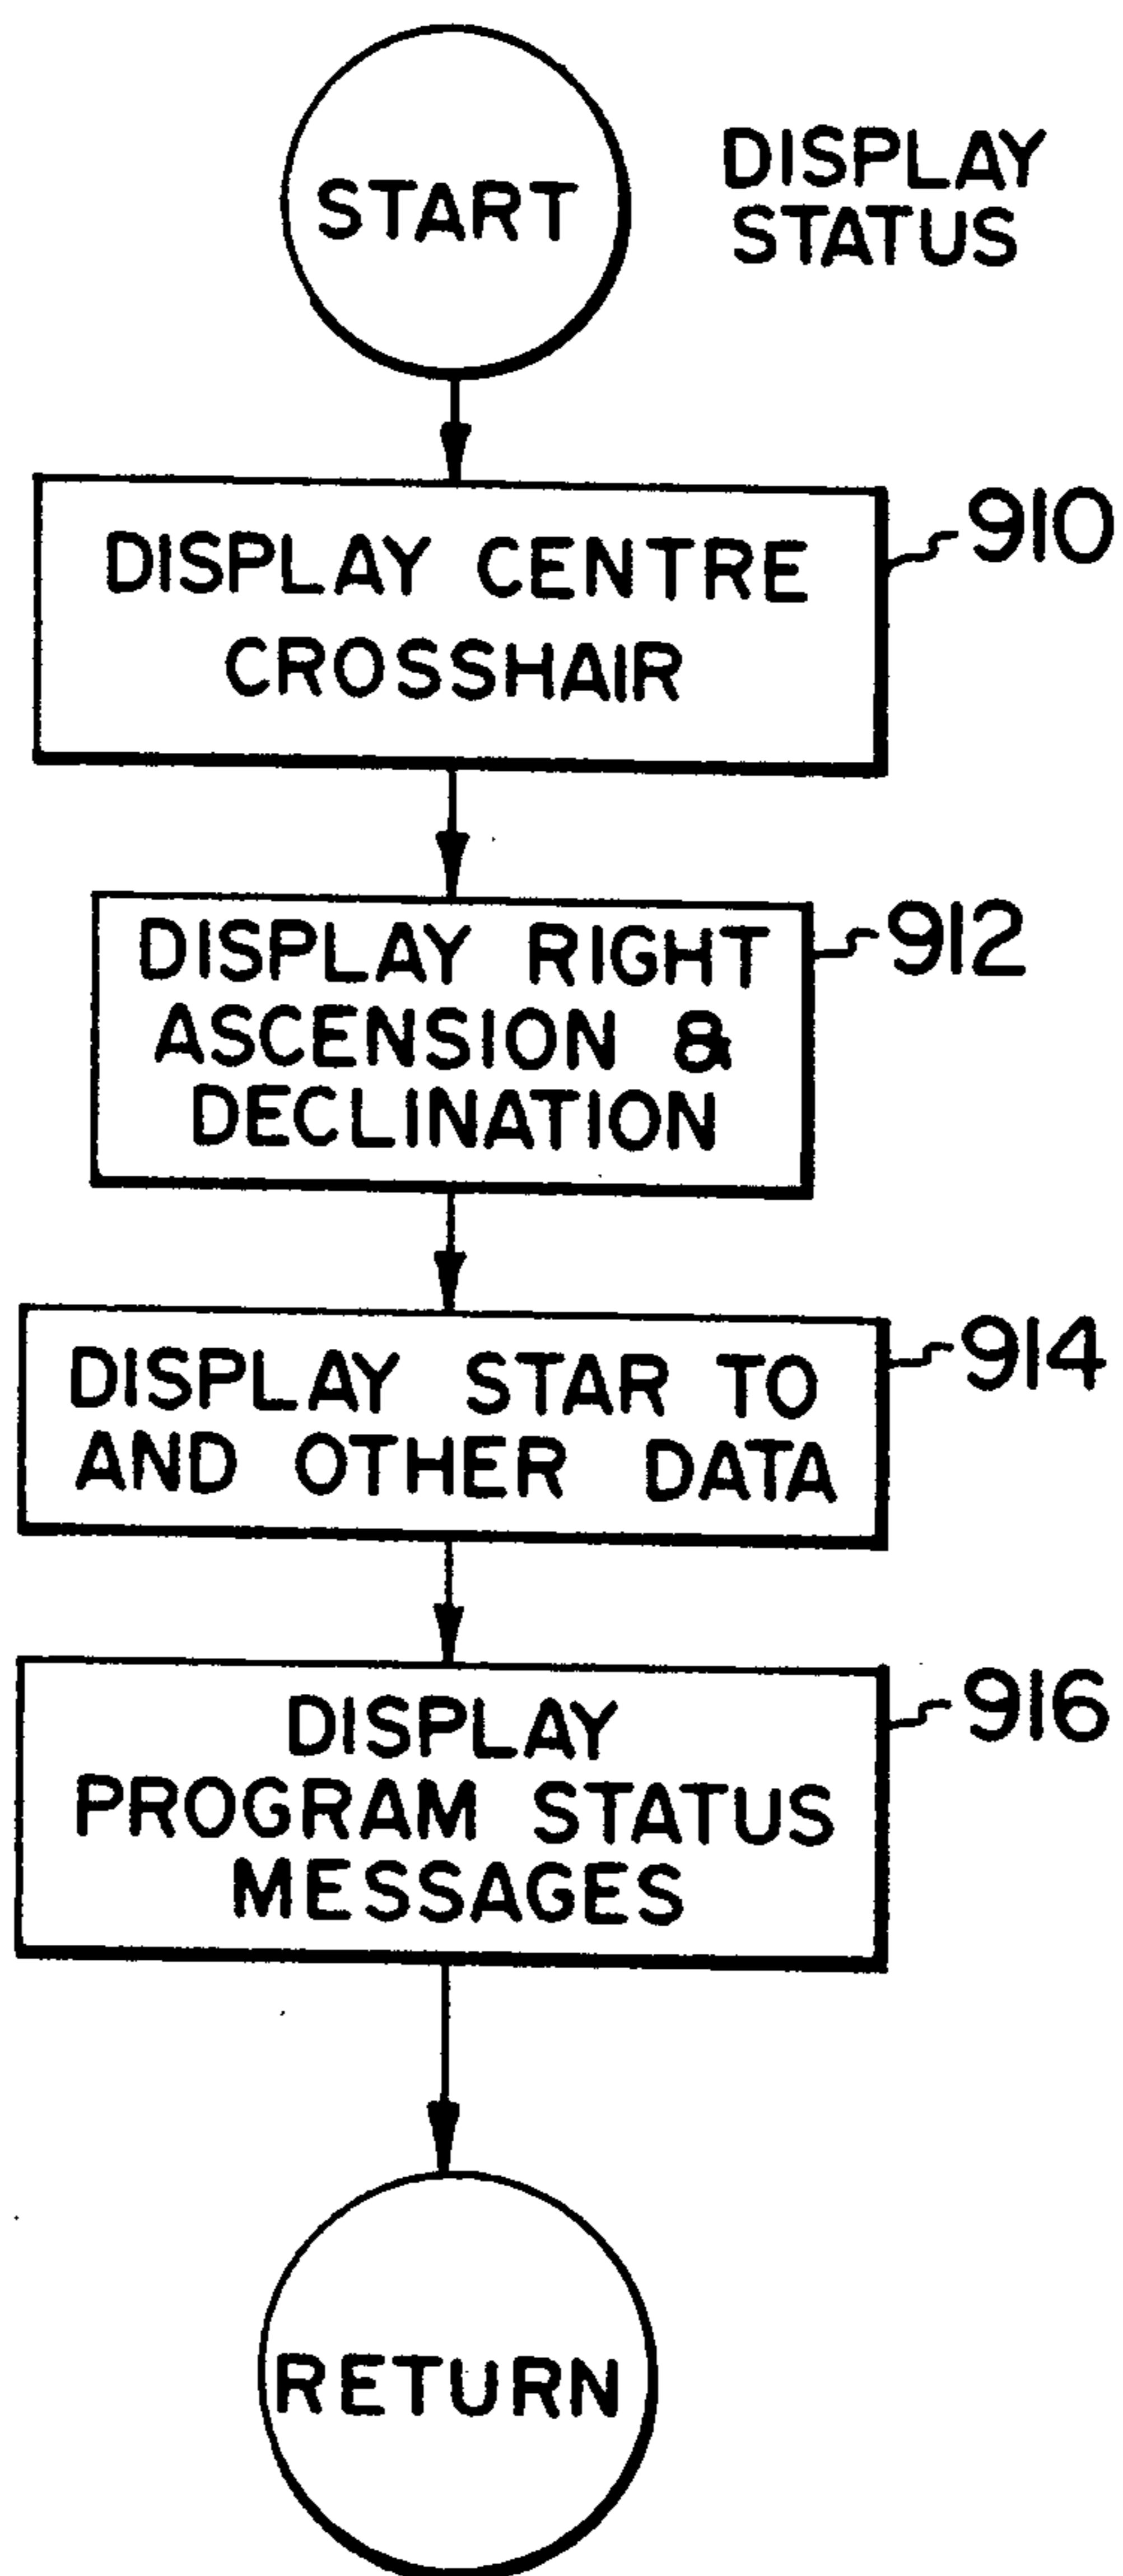 START
DISPLAY
STATUS
DISPLAY CENTRE
CROSSHAIR
910
DISPLAY RIGHT
ASCENSION &
DECLINATION
912
DISPLAY STAR TO
AND OTHER DATA
914
DISPLAY
PROGRAM STATUS
MESSAGES
916
RETURN